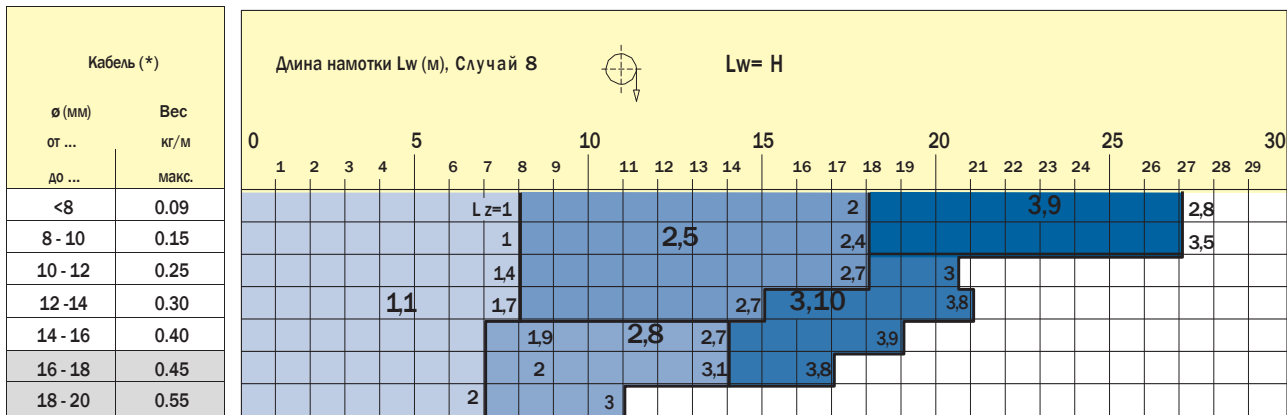 Кабель (*)
Длина намотки Lw (м), Случай 8
Lw= H
ø (мм) Вес
от ... кг/м
до ... макс.
0 5 10 15 20 25 30
1 2 3 4 6 7 8 9 11 12 13 14 16 17 18 19 21 22 23 24 26 27 28 29
<8 0.09 L z=1 2 3,9 2,8
8 - 10 0.15 1 2,5 2,4 3,5
10 - 12 0.25 1,4 2,7 3
12 -14 0.30 1,1 1,7 2,7 3,10 3,8
14 - 16 0.40 1,9 2,8 2,7 3,9
16 - 18 0.45 2 3,1 3,8
18 - 20 0.55 2 3